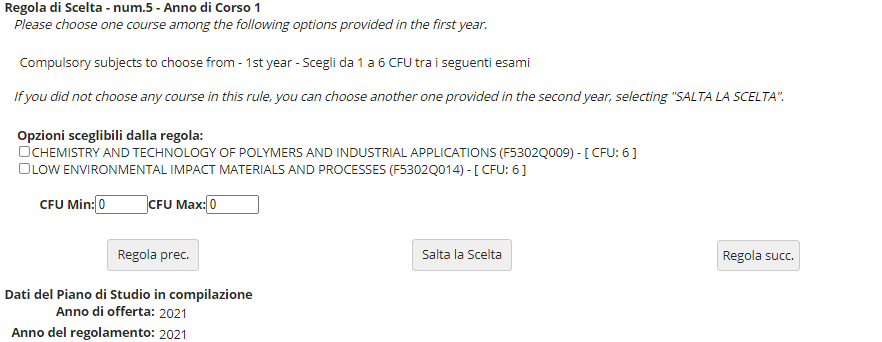 Regola di Scelta - num.5 - Anno di Corso 1
Please choose one course among the following options provided in the first year.
Compulsory subjects to choose from - 1st year - Scegli da 1 a 6 CFU tra i seguenti esami
If you did not choose any course in this rule, you can choose another one provided in the second year, selecting "SALTA LA SCELTA".
Opzioni sceglibili dalla regola:
CHEMISTRY AND TECHNOLOGY OF POLYMERS AND INDUSTRIAL APPLICATIONS (F5302Q009) - [ CFU: 6 ]
LOW ENVIRONMENTAL IMPACT MATERIALS AND PROCESSES (F5302Q014) - [ CFU: 6 ]
CFU Min: 0 CFU Max: 0
Regola prec. Salta la Scelta Regola succ.
Dati del Piano di Studio in compilazione
Anno di offerta: 2021
Anno del regolamento: 2021